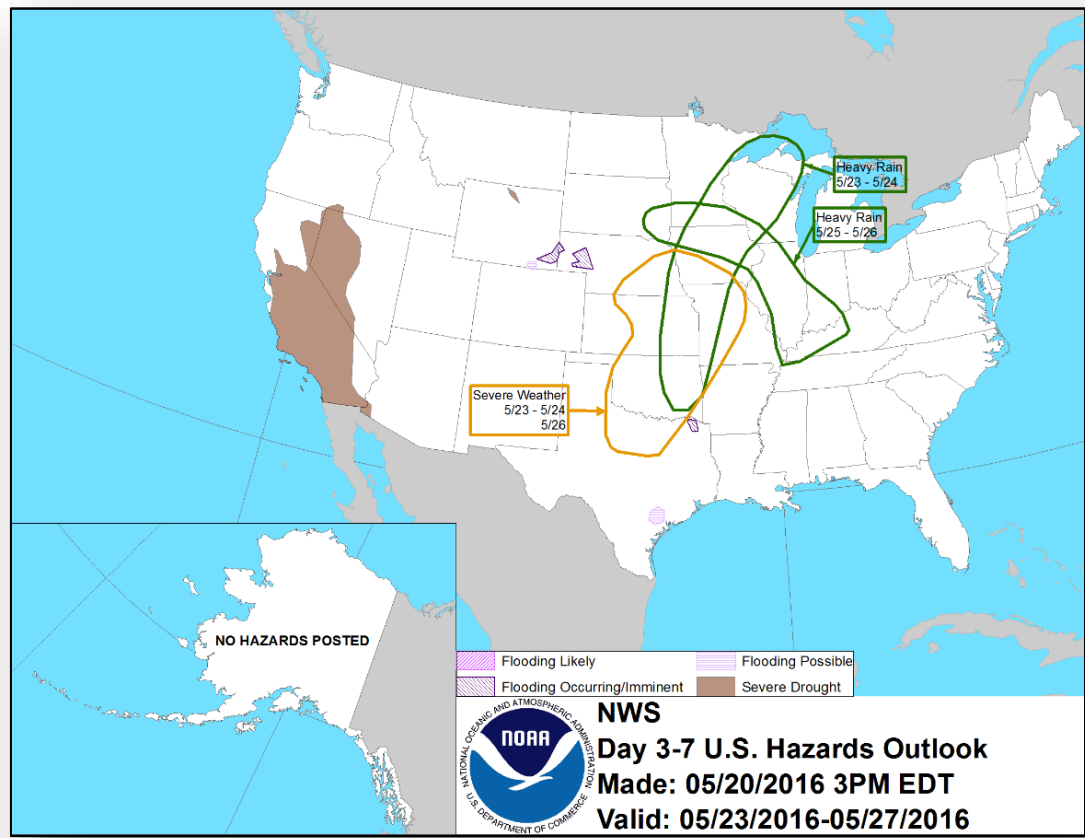 Heavy Rain
5/23 - 5/24
Heavy Rain
5/25 - 5/26
Severe Weather
5/23 - 5/24
5/26
NO HAZARDS POSTED
Flooding Likely
Flooding Possible
Flooding Occurring/Imminent
Severe Drought
NATIONAL OCEANIC AND ATMOSPHERIC ADMINISTRATION
NOAA
U.S. DEPARTMENT OF COMMERCE
NWS
Day 3-7 U.S. Hazards Outlook
Made: 05/20/2016 3PM EDT
Valid: 05/23/2016-05/27/2016